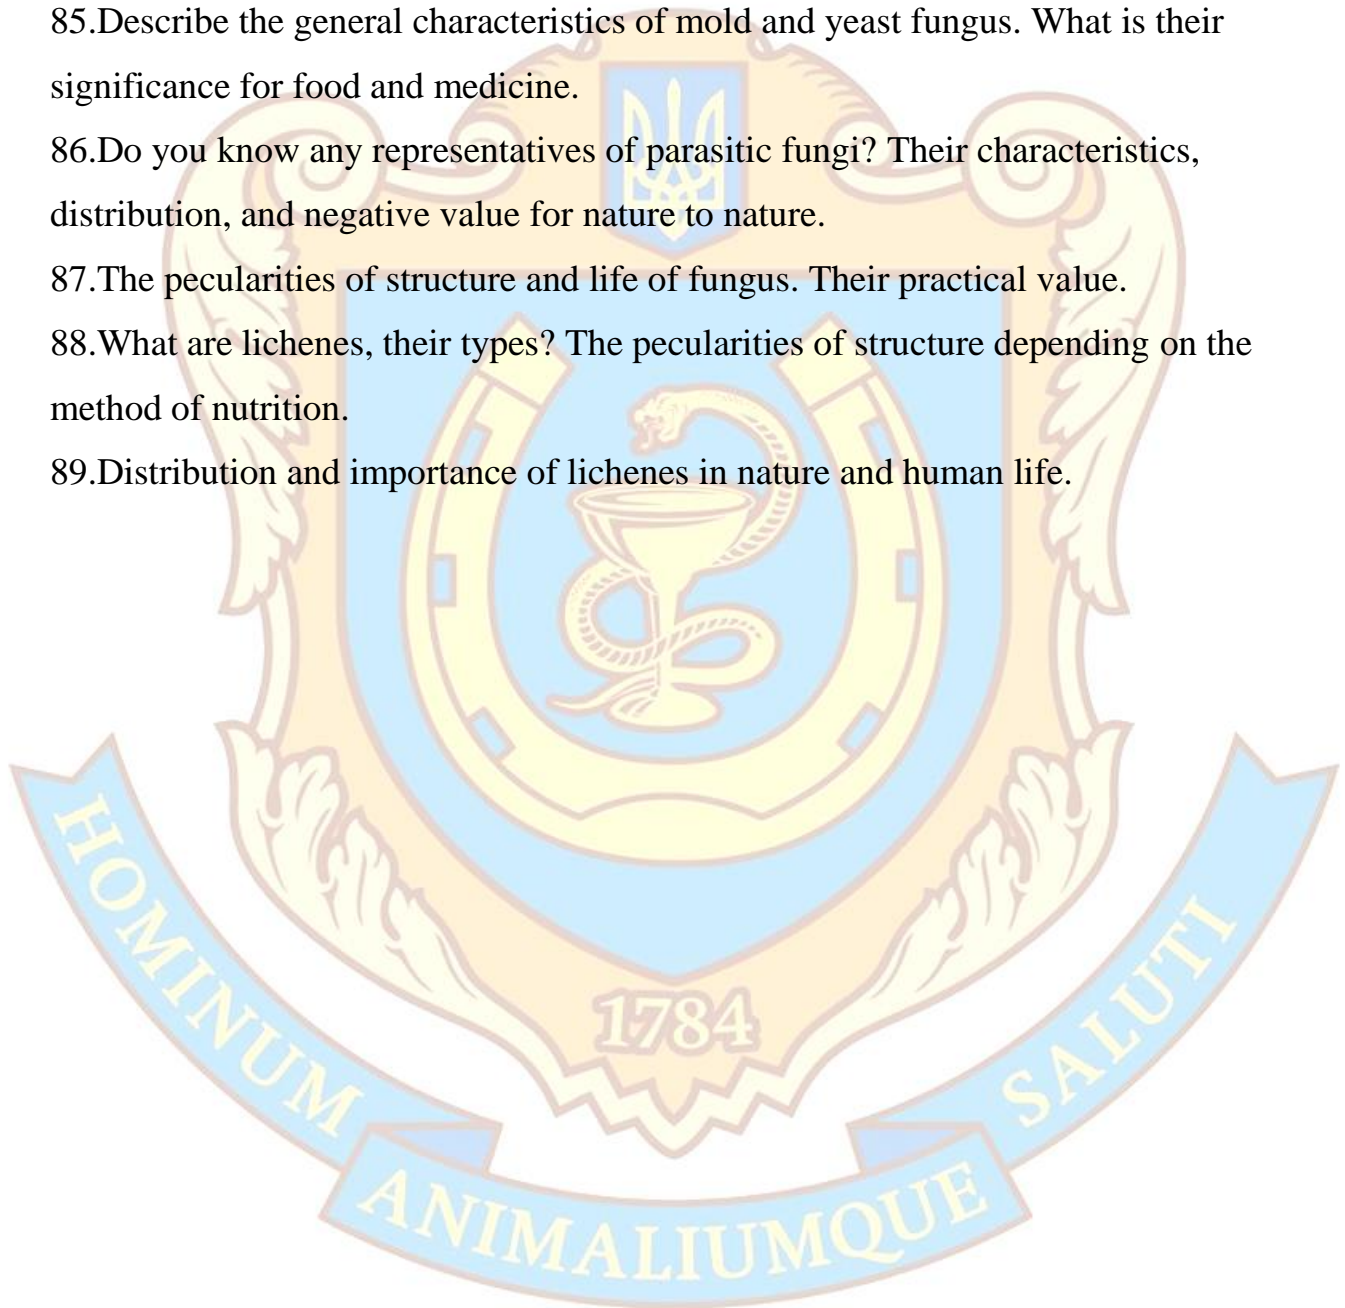 85.Describe the general characteristics of mold and yeast fungus. What is their
significance for food and medicine.
86.Do you know any representatives of parasitic fungi? Their characteristics,
distribution, and negative value for nature to nature.
87.The pecularities of structure and life of fungus. Their practical value.
88.What are lichenes, their types? The pecularities of structure depending on the
method of nutrition.
89.Distribution and importance of lichenes in nature and human life.
1784
HOMINUM
ANIMALIUMQUE
SALUTI